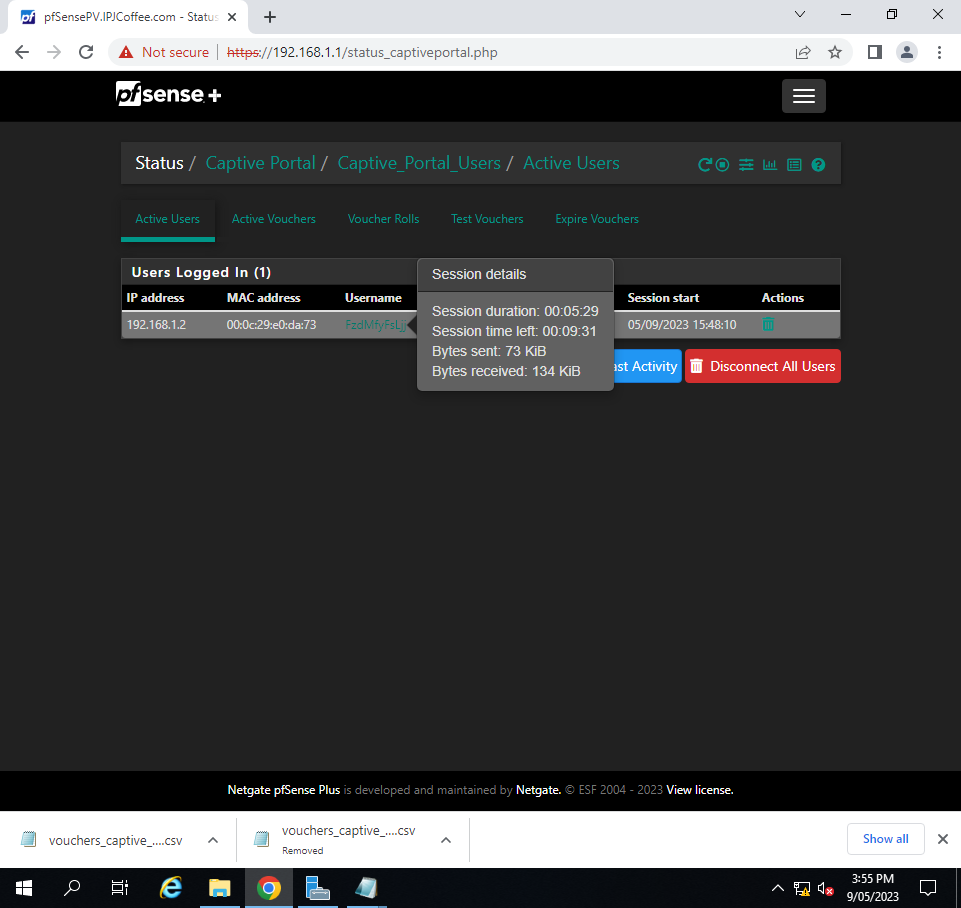 pfSensePV.IPJCoffee.com - Status
Not secure
https://192.168.1.1/status_captiveportal.php
pfsense+
Status / Captive Portal / Captive_Portal_Users / Active Users
Active Users
Active Vouchers
Voucher Rolls
Test Vouchers
Expire Vouchers
Users Logged In (1)
IP address MAC address Username Session start Actions
192.168.1.2 00:0c:29:e0:da:73 05/09/2023 15:48:10
Session details
Session duration: 00:05:29
Session time left: 00:09:31
Bytes sent: 73 KiB
Bytes received: 134 KiB
Activity
Disconnect All Users
Netgate pfSense Plus is developed and maintained by Netgate. © ESF 2004 - 2023 View license.
vouchers_captive_....csv
vouchers_captive_....csv
Removed
Show all
3:55 PM
9/05/2023